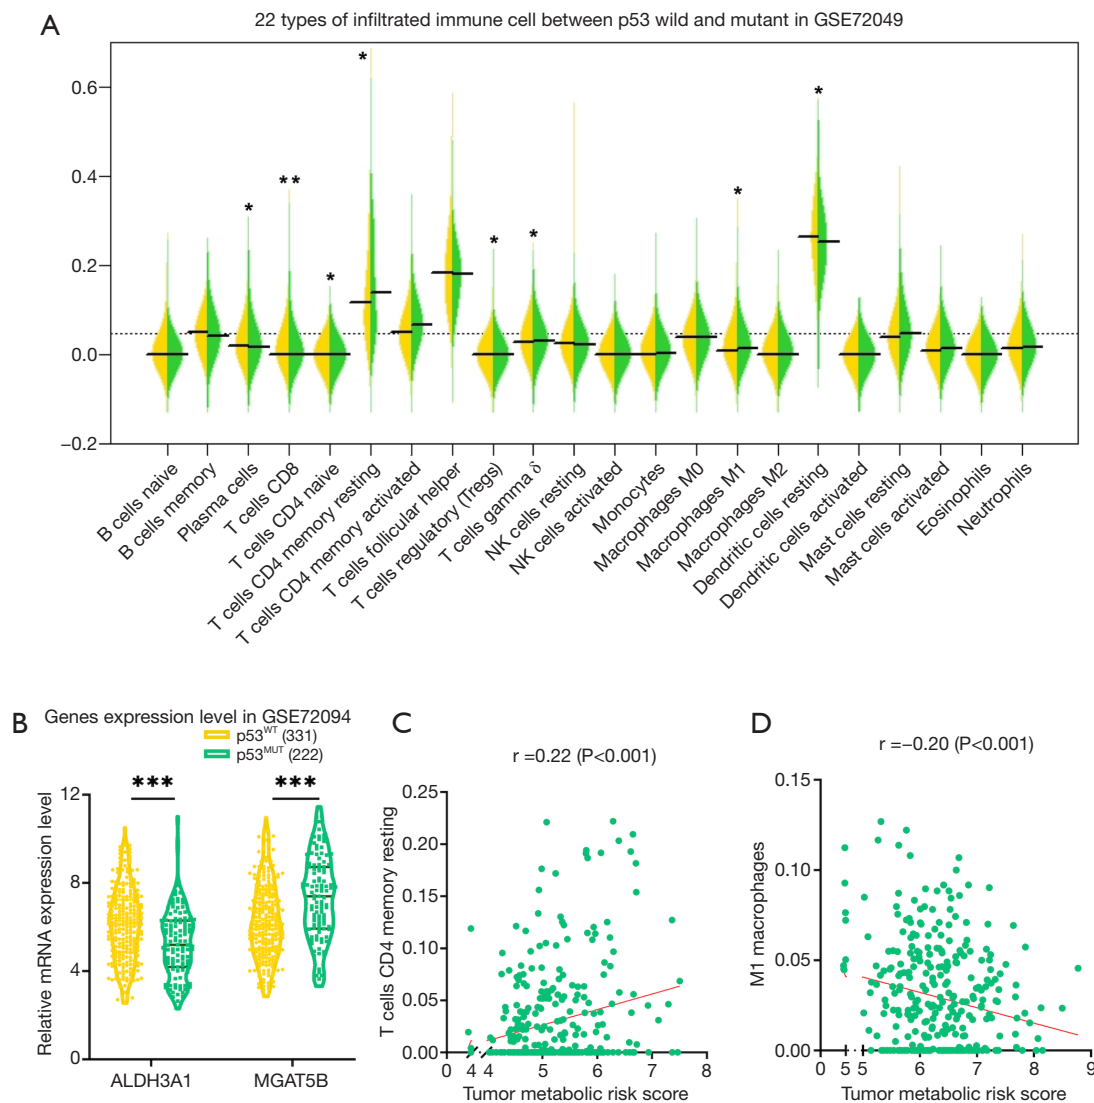 A
22 types of infiltrated immune cell between p53 wild and mutant in GSE72049
0.6
0.4
0.2
0.0
−0.2
*
**
*
*
*
*
*
*
*
B cells naive
B cells memory
Plasma cells
T cells CD8
T cells CD4 naive
T cells CD4 memory resting
T cells CD4 memory activated
T cells follicular helper
T cells regulatory (Tregs)
T cells gamma δ
NK cells resting
NK cells activated
Monocytes
Macrophages M0
Macrophages M1
Macrophages M2
Dendritic cells resting
Dendritic cells activated
Mast cells resting
Mast cells activated
Eosinophils
Neutrophils
B
Genes expression level in GSE72094
p53WT (331)
p53MUT (222)
*** ***
Relative mRNA expression level
12
8
4
0
ALDH3A1 MGAT5B
C
r =0.22 (P<0.001)
T cells CD4 memory resting
0.25
0.20
0.15
0.10
0.05
0.00
0 4 4 5 6 7 8
Tumor metabolic risk score
D
r =−0.20 (P<0.001)
M1 macrophages
0.15
0.10
0.05
0.00
0 5 5 6 7 8 9
Tumor metabolic risk score